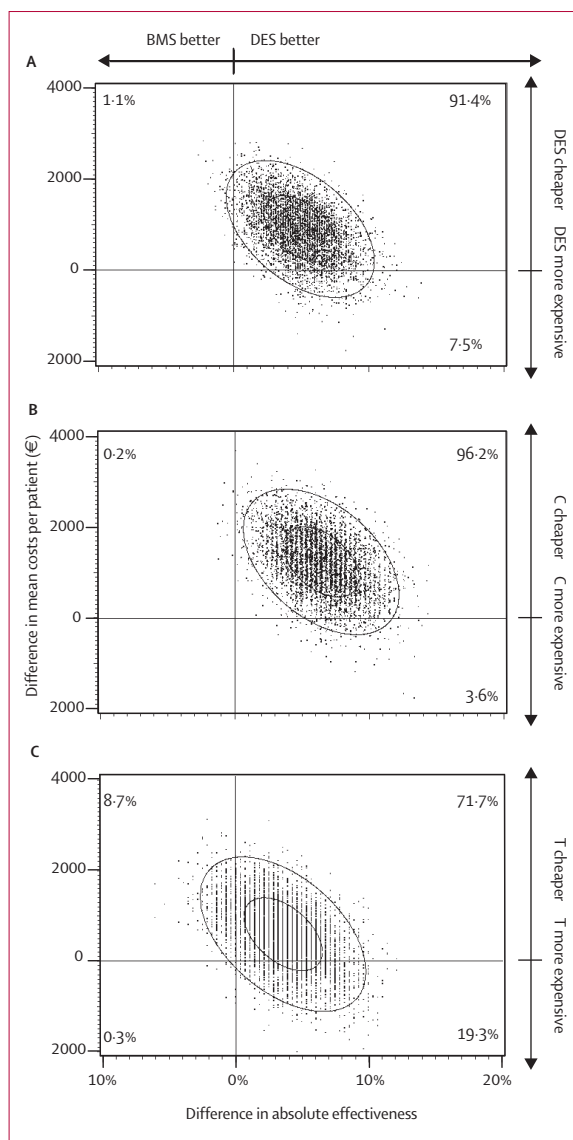 BMS better DES better
A
4000
2000
0
2000
1·1%
91·4%
7·5%
DES cheaper DES more expensive
B
4000
2000
0
2000
0·2%
96·2%
3·6%
C cheaper C more expensive
Difference in mean costs per patient (€)
C
4000
2000
0
2000
8·7%
71·7%
0·3%
19·3%
T cheaper T more expensive
10% 0% 10% 20%
Difference in absolute effectiveness